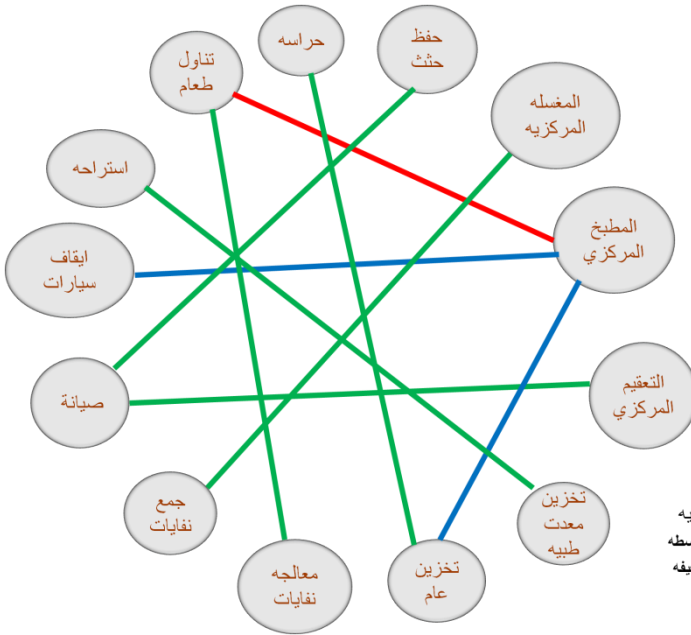 حراسه
حفظ
حثث
تناول
طعام
المغسله
المركزيه
استراحه
المطبخ
المركزي
ايقاف
سيارات
التعقيم
المركزي
صيانة
جمع
نفايات
تخزين
معدت
طبيه
معالجه
نفايات
تخزين
عام